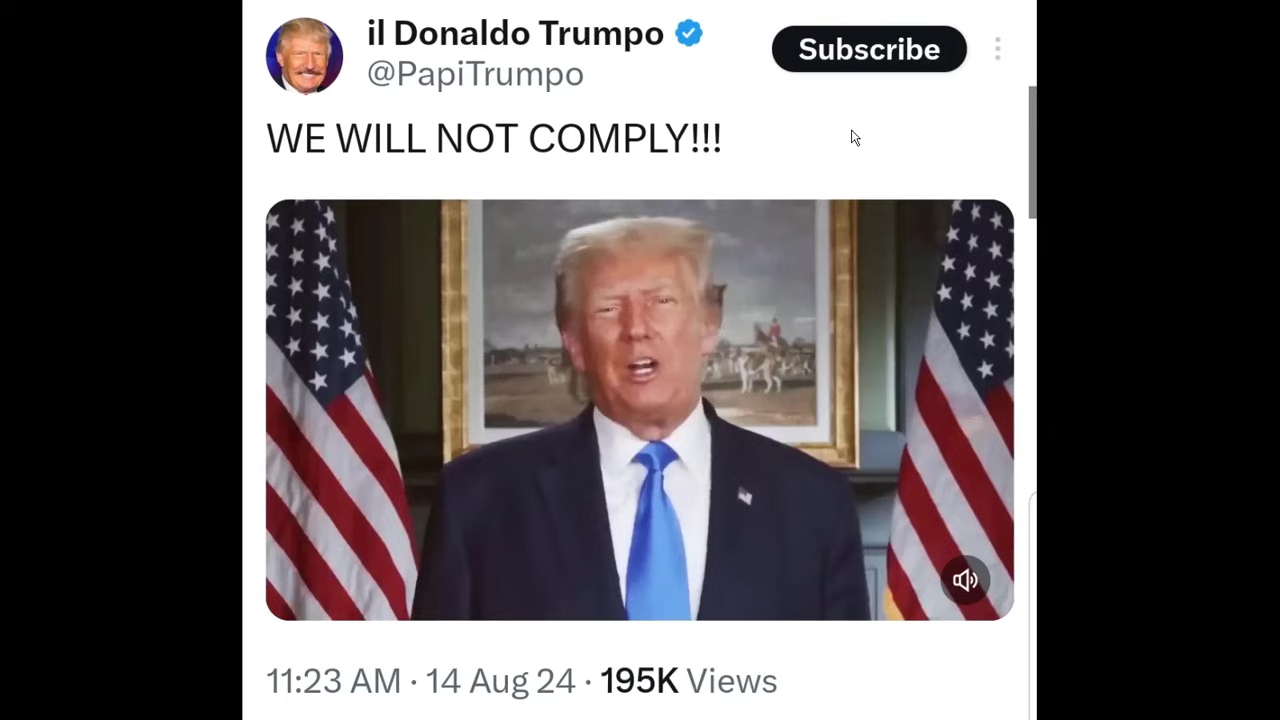 il Donaldo Trumpo
@PapiTrumpo
Subscribe
WE WILL NOT COMPLY!!!
11:23 AM · 14 Aug 24 · 195K Views